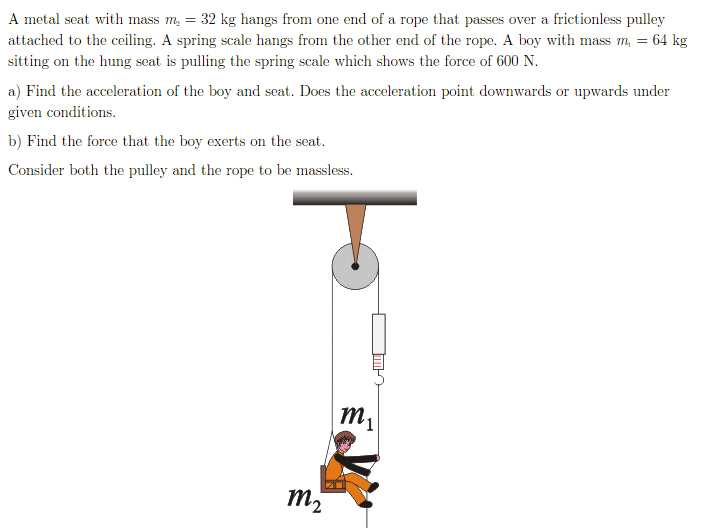 A metal seat with mass m₂ = 32 kg hangs from one end of a rope that passes over a frictionless pulley
attached to the ceiling. A spring scale hangs from the other end of the rope. A boy with mass m₁ = 64 kg
sitting on the hung seat is pulling the spring scale which shows the force of 600 N.
a) Find the acceleration of the boy and seat. Does the acceleration point downwards or upwards under
given conditions.
b) Find the force that the boy exerts on the seat.
Consider both the pulley and the rope to be massless.
m₁
m₂